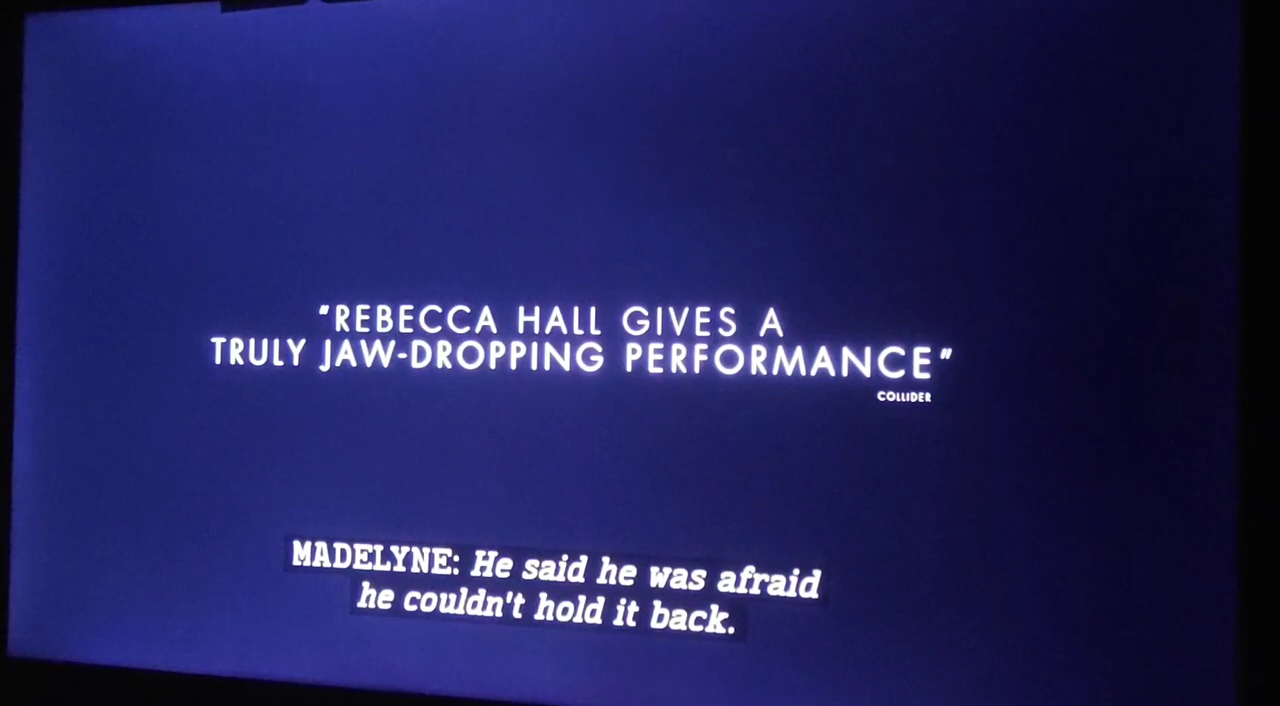 "REBECCA HALL GIVES A
TRULY JAW-DROPPING PERFORMANCE"
COLLIDER
MADELYNE: He said he was afraid
he couldn't hold it back.